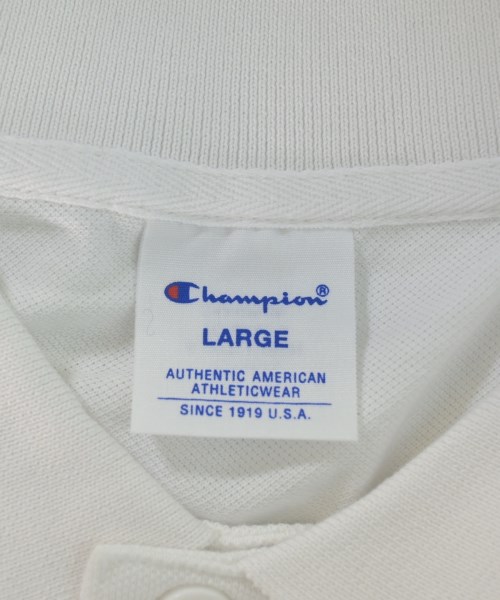 Champion®
LARGE
AUTHENTIC AMERICAN
ATHLETICWEAR
SINCE 1919 U.S.A.